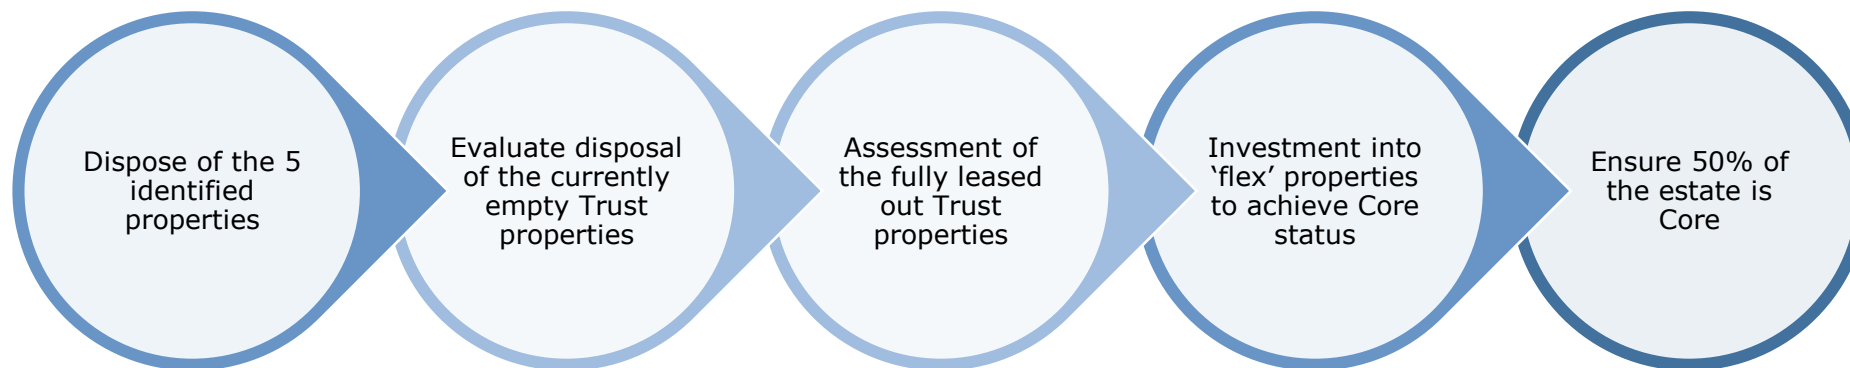 Dispose of the 5
identified
properties
Evaluate disposal
of the currently
empty Trust
properties
Assessment of
the fully leased
out Trust
properties
Investment into
‘flex’ properties
to achieve Core
status
Ensure 50% of
the estate is
Core